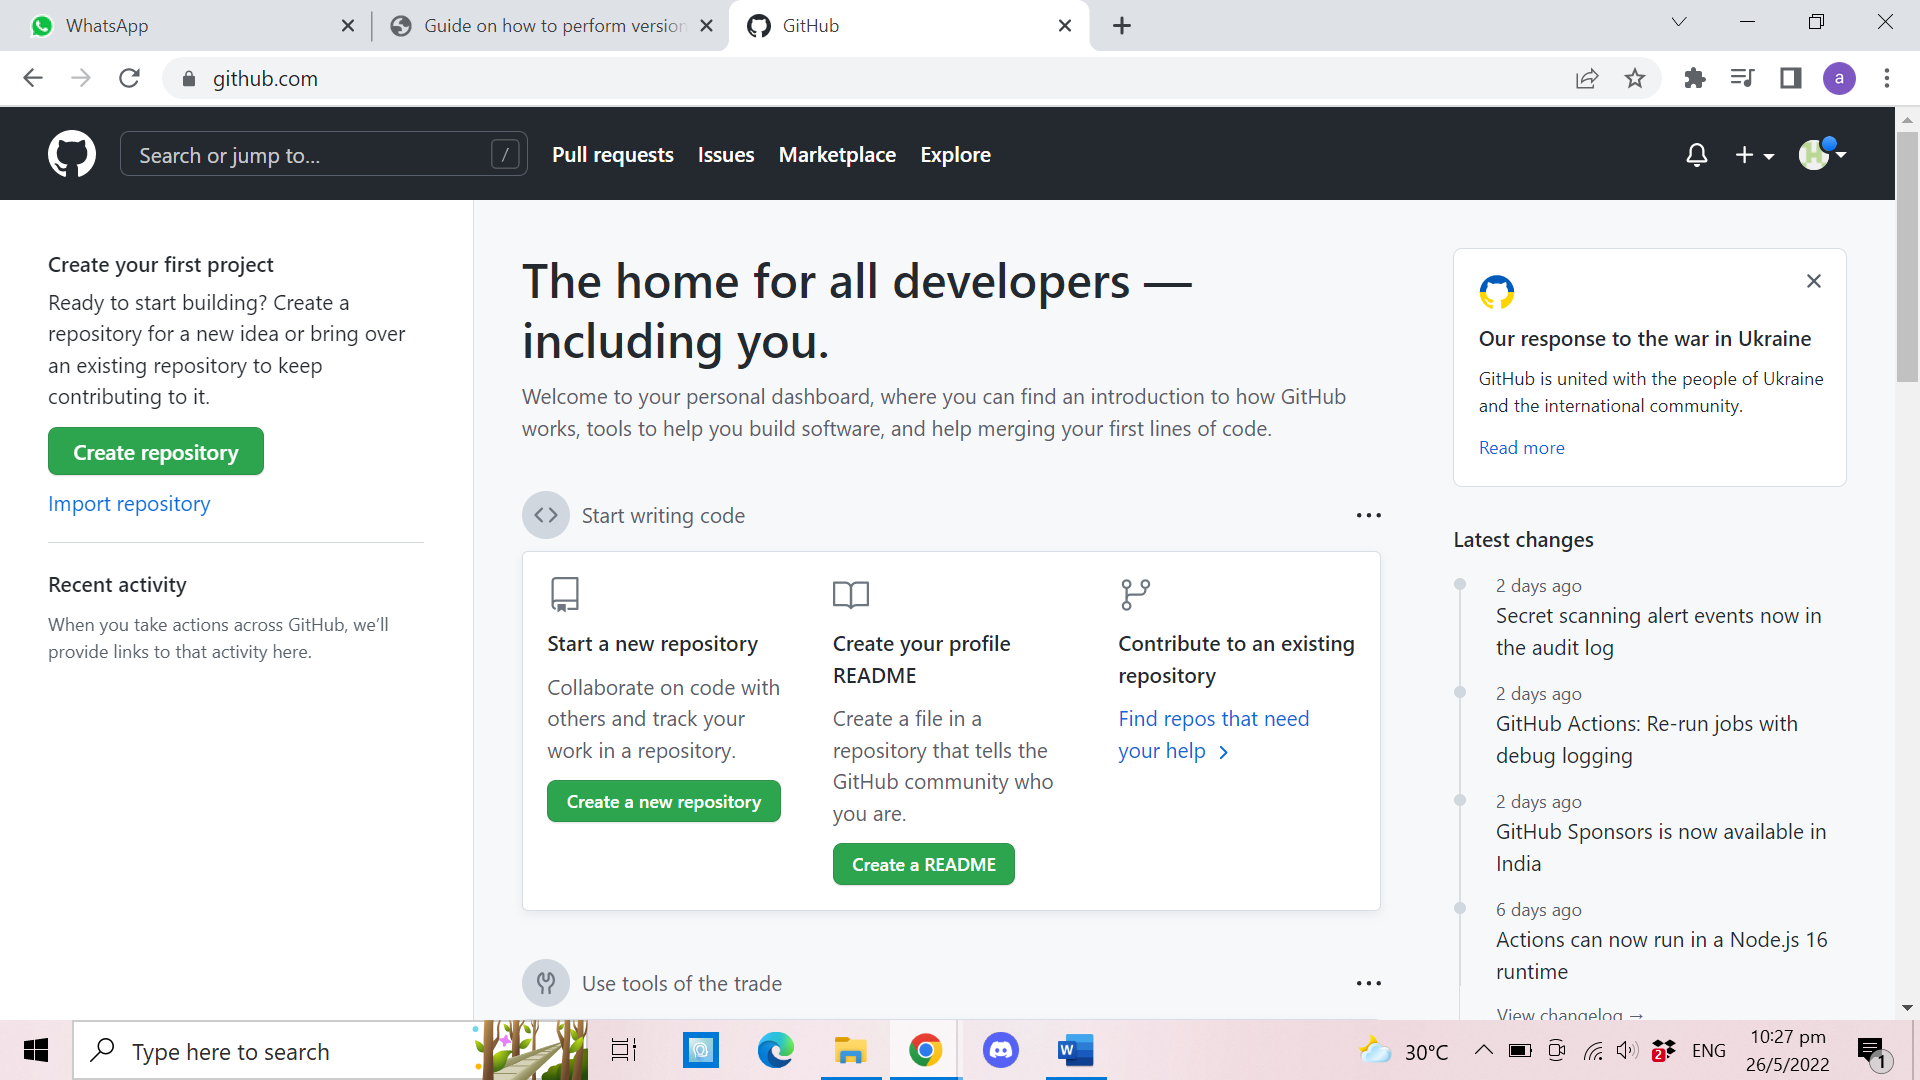 WhatsApp
Guide on how to perform version
GitHub
github.com
a
Search or jump to...
/
Pull requests
Issues
Marketplace
Explore
Create your first project
Ready to start building? Create a
repository for a new idea or bring over
an existing repository to keep
contributing to it.
Create repository
Import repository
Recent activity
When you take actions across GitHub, we'll
provide links to that activity here.
The home for all developers —
including you.
Welcome to your personal dashboard, where you can find an introduction to how GitHub
works, tools to help you build software, and help merging your first lines of code.
Start writing code
Start a new repository
Collaborate on code with
others and track your
work in a repository.
Create a new repository
Create your profile
README
Create a file in a
repository that tells the
GitHub community who
you are.
Create a README
Contribute to an existing
repository
Find repos that need
your help
Use tools of the trade
Our response to the war in Ukraine
GitHub is united with the people of Ukraine
and the international community.
Read more
Latest changes
2 days ago
Secret scanning alert events now in
the audit log
2 days ago
GitHub Actions: Re-run jobs with
debug logging
2 days ago
GitHub Sponsors is now available in
India
6 days ago
Actions can now run in a Node.js 16
runtime
View changelog →
Type here to search
W
30°C
2
ENG
10:27 pm
26/5/2022
1